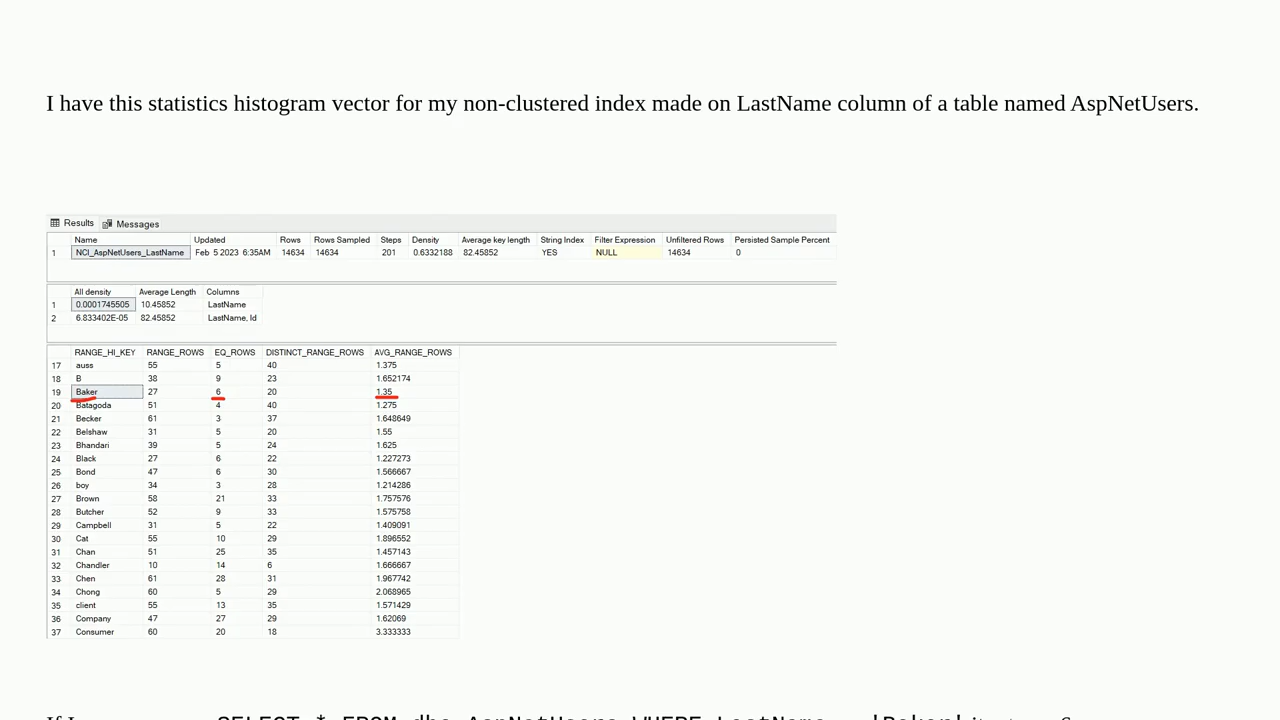 I have this statistics histogram vector for my non-clustered index made on LastName column of a table named AspNetUsers.
Results Messages
Name Updated Rows Rows Sampled Steps Density Average key length String Index Filter Expression Unfiltered Rows Persisted Sample Percent
1 NCI_AspNetUsers_LastName Feb 5 2023 6:35AM 14634 14634 201 0.6332188 82.45852 YES NULL 14634 0
All density Average Length Columns
1 0.0001745505 10.45852 LastName
2 6.833402E-05 82.45852 LastName, Id
RANGE_HI_KEY RANGE_ROWS EQ_ROWS DISTINCT_RANGE_ROWS AVG_RANGE_ROWS
17 auss 55 5 40 1.375
18 B 38 9 23 1.652174
19 Baker 27 6 20 1.35
20 Batagoda 51 4 40 1.275
21 Becker 61 3 37 1.648649
22 Belshaw 31 5 20 1.55
23 Bhandari 39 5 24 1.625
24 Black 27 6 22 1.227273
25 Bond 47 6 30 1.566667
26 boy 34 3 28 1.214286
27 Brown 58 21 33 1.757576
28 Butcher 52 9 33 1.575758
29 Campbell 31 5 22 1.409091
30 Cat 55 10 29 1.896552
31 Chan 51 25 35 1.457143
32 Chandler 10 14 6 1.666667
33 Chen 61 28 31 1.967742
34 Chong 60 5 29 2.068965
35 client 55 13 35 1.571429
36 Company 47 27 29 1.62069
37 Consumer 60 20 18 3.333333
SELECT * FROM dbo.AspNetUsers WHERE LastName